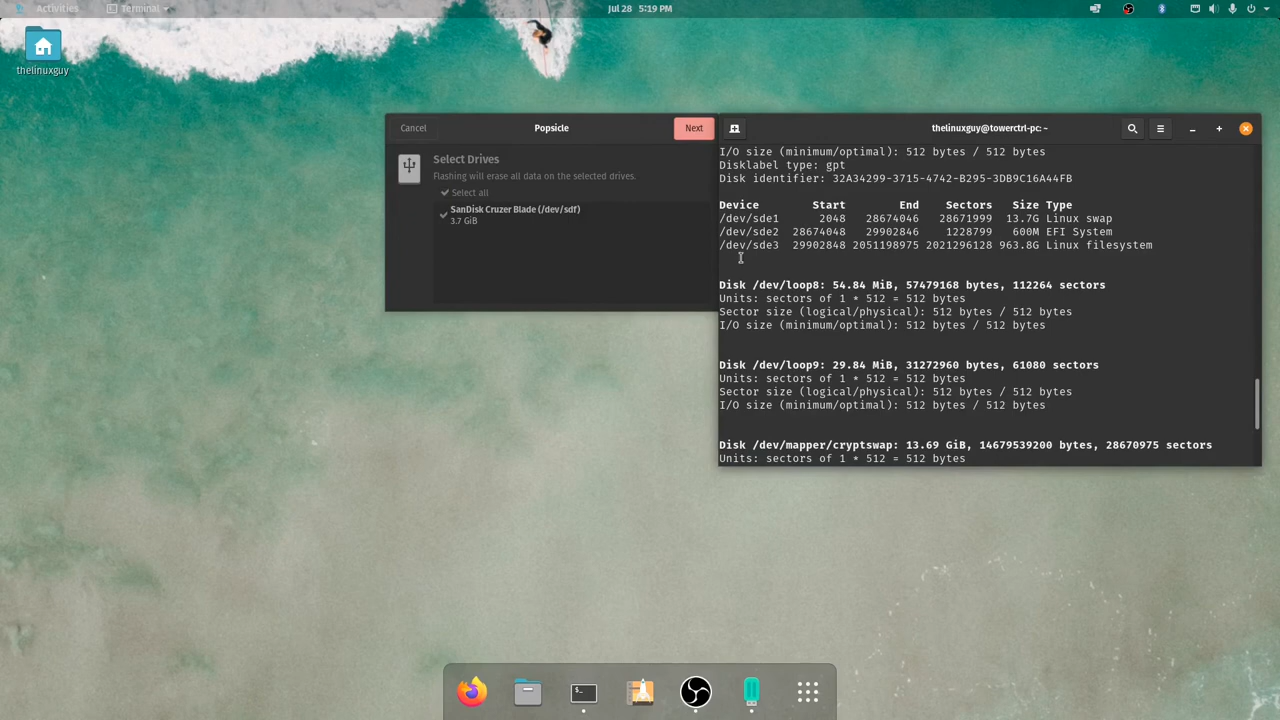 Activities
Terminal
Jul 28 5:19 PM
thelinuxguy
Cancel
Popsicle
Next
Select Drives
Flashing will erase all data on the selected drives.
Select all
SanDisk Cruzer Blade (/dev/sdf)
3.7 GiB
thelinuxguy@towerctrl-pc: ~
I/O size (minimum/optimal): 512 bytes / 512 bytes
Disklabel type: gpt
Disk identifier: 32A34299-3715-4742-B295-3DB9C16A44FB
Device Start End Sectors Size Type
/dev/sde1 2048 28674046 28671999 13.7G Linux swap
/dev/sde2 28674048 29902846 1228799 600M EFI System
/dev/sde3 29902848 2051198975 2021296128 963.8G Linux filesystem
Disk /dev/loop8: 54.84 MiB, 57479168 bytes, 112264 sectors
Units: sectors of 1 * 512 = 512 bytes
Sector size (logical/physical): 512 bytes / 512 bytes
I/O size (minimum/optimal): 512 bytes / 512 bytes
Disk /dev/loop9: 29.84 MiB, 31272960 bytes, 61080 sectors
Units: sectors of 1 * 512 = 512 bytes
Sector size (logical/physical): 512 bytes / 512 bytes
I/O size (minimum/optimal): 512 bytes / 512 bytes
Disk /dev/mapper/cryptswap: 13.69 GiB, 14679539200 bytes, 28670975 sectors
Units: sectors of 1 * 512 = 512 bytes